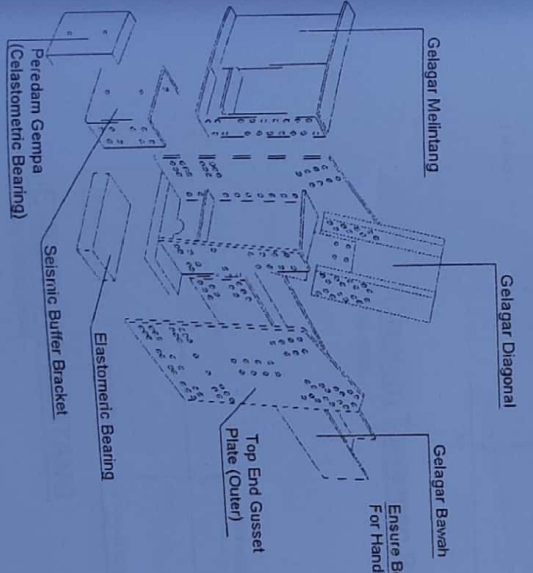 Gelagar Melintang
Gelagar Diagonal
Peredam Gempa
(Celastometric Bearing)
Seismic Buffer Bracket
Elastomeric Bearing
Top End Gusset
Plate (Outer)
Gelagar Bawah
Ensure
For Hand